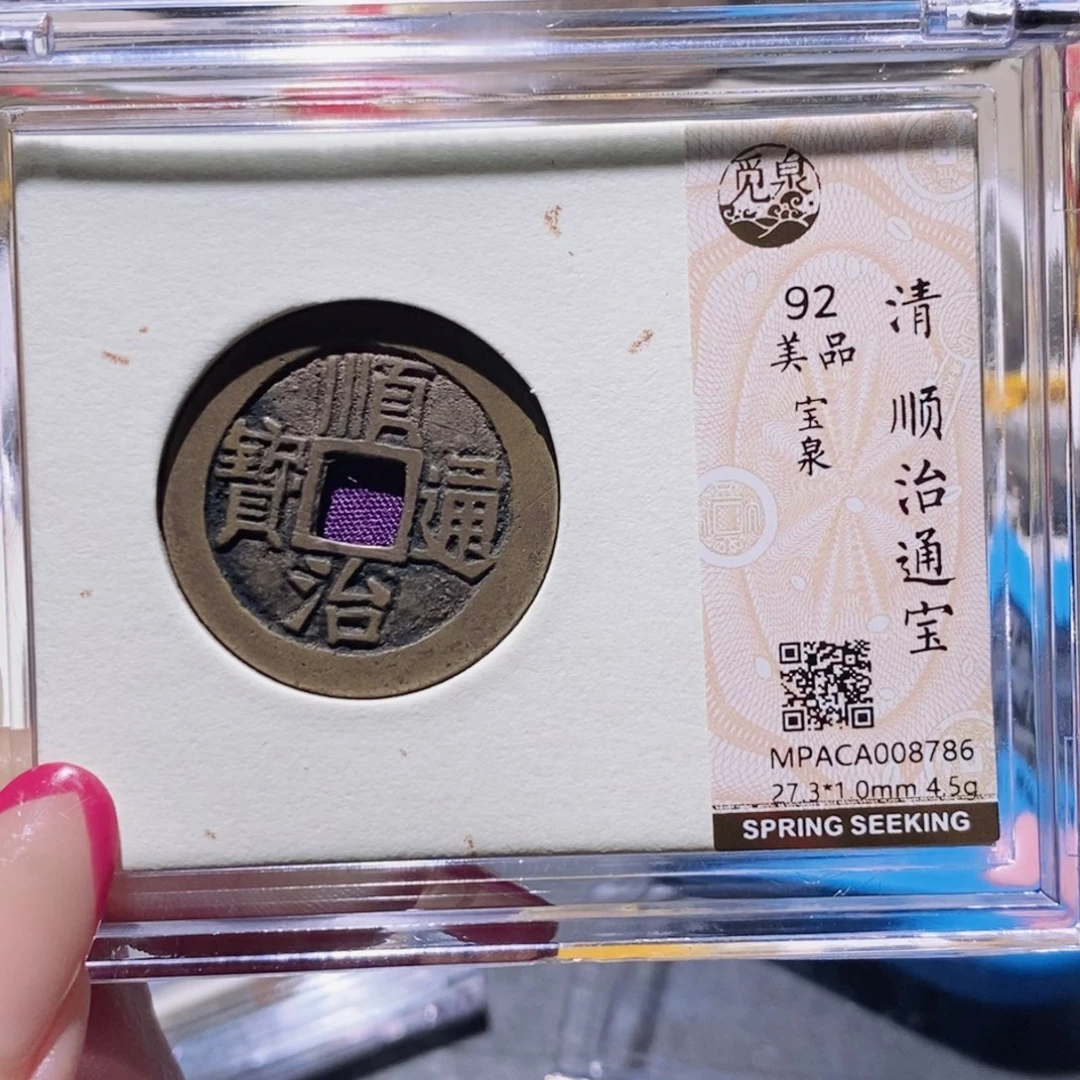 順治通寳
觅泉
92
美品
宝泉
清 顺治通宝
MPACA008786
27.3*1.0mm 4.5g
SPRING SEEKING